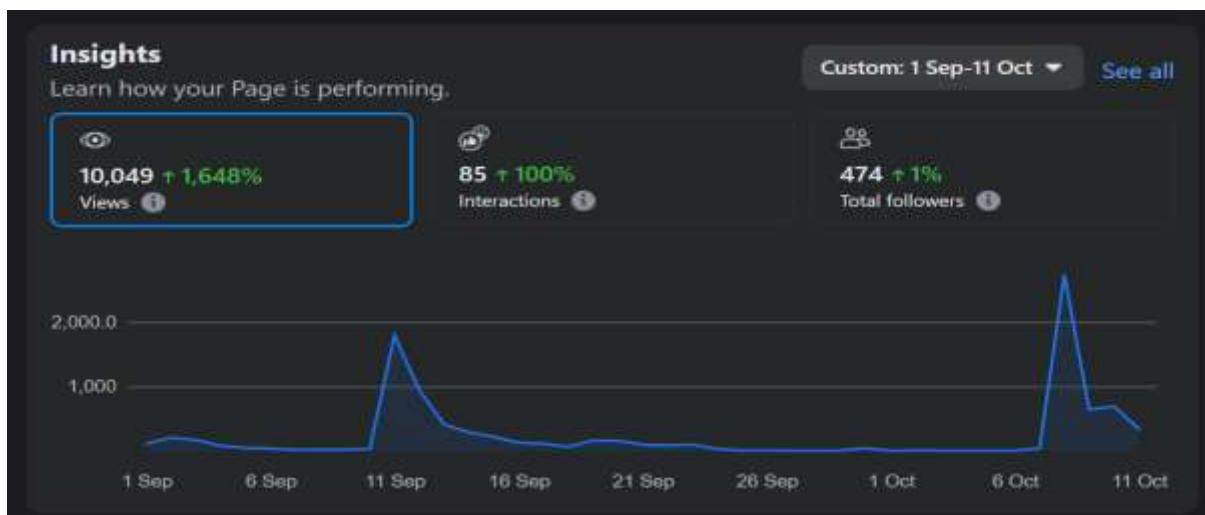 Insights
Learn how your Page is performing.
Custom: 1 Sep-11 Oct
See all
10,049 ↑ 1,648%
Views
85 ↑ 100%
Interactions
474 ↑ 1%
Total followers
2,000.0
1,000
1 Sep 6 Sep 11 Sep 16 Sep 21 Sep 26 Sep 1 Oct 6 Oct 11 Oct